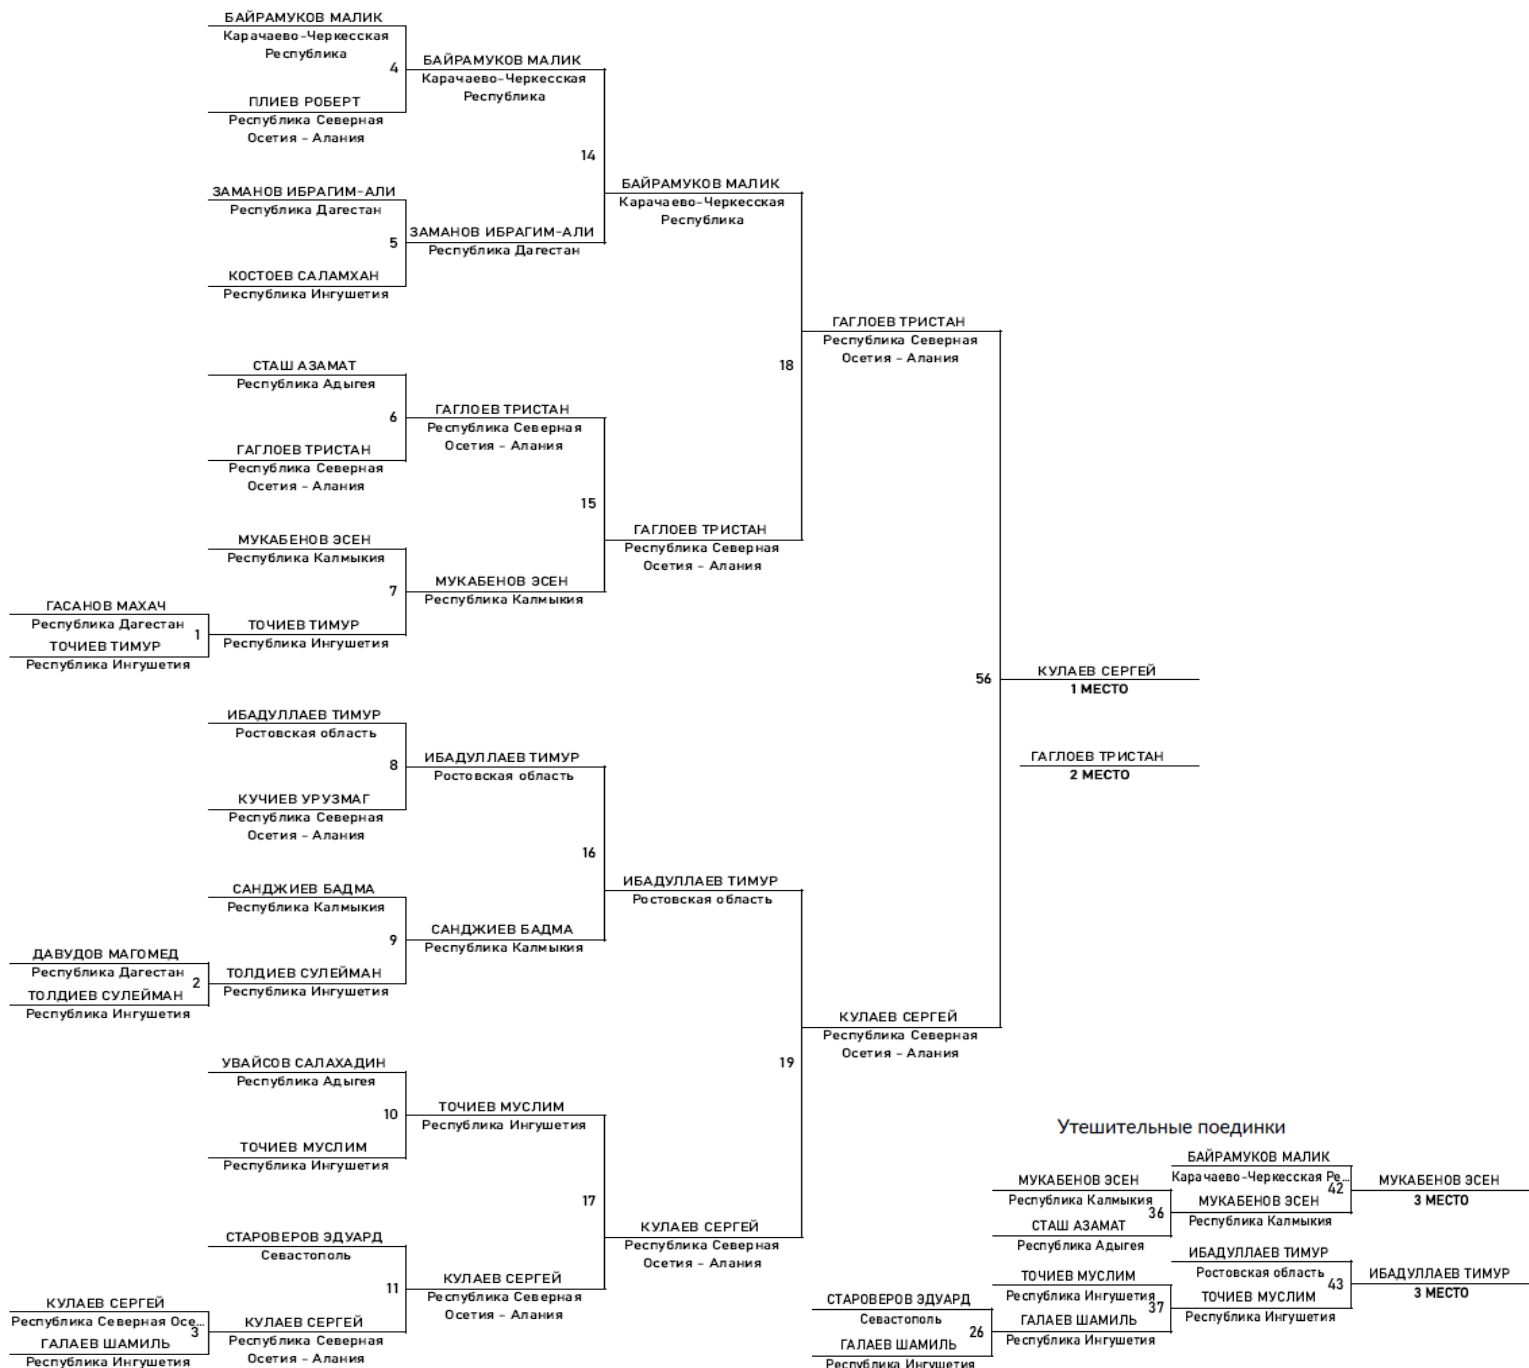 БАЙРАМУКОВ МАЛИК
Карачаево-Черкесская
Республика
4
ПЛИЕВ РОБЕРТ
Республика Северная
Осетия - Алания
БАЙРАМУКОВ МАЛИК
Карачаево-Черкесская
Республика
14
ЗАМАНОВ ИБРАГИМ-АЛИ
Республика Дагестан
5
КОСТОЕВ САЛАМХАН
Республика Ингушетия
ЗАМАНОВ ИБРАГИМ-АЛИ
Республика Дагестан
БАЙРАМУКОВ МАЛИК
Карачаево-Черкесская
Республика
18
СТАШ АЗАМАТ
Республика Адыгея
6
ГАГЛОЕВ ТРИСТАН
Республика Северная
Осетия - Алания
ГАГЛОЕВ ТРИСТАН
Республика Северная
Осетия - Алания
15
МУКАБЕНОВ ЭСЕН
Республика Калмыкия
7
ГАСАНОВ МАХАЧ
Республика Дагестан
1
ТОЧИЕВ ТИМУР
Республика Ингушетия
ТОЧИЕВ ТИМУР
Республика Ингушетия
МУКАБЕНОВ ЭСЕН
Республика Калмыкия
ГАГЛОЕВ ТРИСТАН
Республика Северная
Осетия - Алания
ГАГЛОЕВ ТРИСТАН
Республика Северная
Осетия - Алания
56
КУЛАЕВ СЕРГЕЙ
1 МЕСТО
ГАГЛОЕВ ТРИСТАН
2 МЕСТО
ИБАДУЛЛАЕВ ТИМУР
Ростовская область
8
КУЧИЕВ УРУЗМАГ
Республика Северная
Осетия - Алания
ИБАДУЛЛАЕВ ТИМУР
Ростовская область
16
САНДЖИЕВ БАДМА
Республика Калмыкия
9
ДАВУДОВ МАГОМЕД
Республика Дагестан
2
ТОЛДИЕВ СУЛЕЙМАН
Республика Ингушетия
ТОЛДИЕВ СУЛЕЙМАН
Республика Ингушетия
САНДЖИЕВ БАДМА
Республика Калмыкия
ИБАДУЛЛАЕВ ТИМУР
Ростовская область
19
КУЛАЕВ СЕРГЕЙ
Республика Северная
Осетия - Алания
УВАЙСОВ САЛАХАДИН
Республика Адыгея
10
ТОЧИЕВ МУСЛИМ
Республика Ингушетия
ТОЧИЕВ МУСЛИМ
Республика Ингушетия
17
СТАРОВЕРОВ ЭДУАРД
Севастополь
11
КУЛАЕВ СЕРГЕЙ
Республика Северная Осе...
3
ГАЛАЕВ ШАМИЛЬ
Республика Ингушетия
КУЛАЕВ СЕРГЕЙ
Республика Северная
Осетия - Алания
КУЛАЕВ СЕРГЕЙ
Республика Северная
Осетия - Алания
КУЛАЕВ СЕРГЕЙ
Республика Северная
Осетия - Алания
Утешительные поединки
БАЙРАМУКОВ МАЛИК
Карачаево-Черкесская Ре...
42
МУКАБЕНОВ ЭСЕН
Республика Калмыкия
36
СТАШ АЗАМАТ
Республика Адыгея
МУКАБЕНОВ ЭСЕН
Республика Калмыкия
МУКАБЕНОВ ЭСЕН
3 МЕСТО
ИБАДУЛЛАЕВ ТИМУР
Ростовская область
43
ТОЧИЕВ МУСЛИМ
Республика Ингушетия
37
СТАРОВЕРОВ ЭДУАРД
Севастополь
26
ГАЛАЕВ ШАМИЛЬ
Республика Ингушетия
ГАЛАЕВ ШАМИЛЬ
Республика Ингушетия
ТОЧИЕВ МУСЛИМ
Республика Ингушетия
ИБАДУЛЛАЕВ ТИМУР
3 МЕСТО